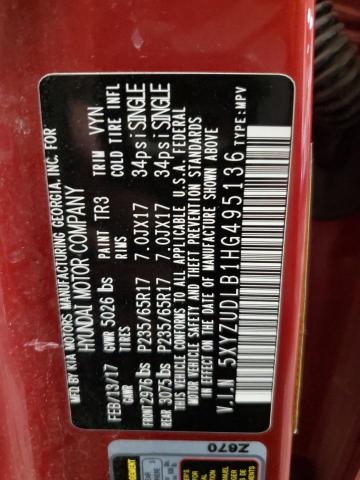 MFD. BY KIA MOTORS MANUFACTURING GEORGIA, INC. FOR
HYUNDAI MOTOR COMPANY
FEB/13/17 GVWR 5026 lbs PAINT TR3 TRIM VYN
GAWR TIRES RIMS COLD TIRE INFL
FRONT 2976 lbs P235/65R17 7.0JX17 34psi SINGLE
REAR 3075 lbs P235/65R17 7.0JX17 34psi SINGLE
THIS VEHICLE CONFORMS TO ALL APPLICABLE U.S.A. FEDERAL
MOTOR VEHICLE SAFETY AND THEFT PREVENTION
STANDARDS IN EFFECT ON THE DATE OF MANUFACTURE SHOWN ABOVE.
V.I.N 5XYZUDLB1HG495136 TYPE:MPV
Z670